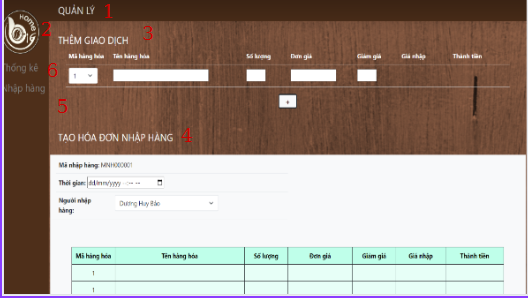 QUẢN LÝ 1
Home
Big
2
THÊM GIAO DỊCH 3
Thống kê
Nhập hàng
6
5
Mã hàng hóa Tên hàng hóa Số lượng Đơn giá Giảm giá Giá nhập Thành tiền
1
+
TẠO HÓA ĐƠN NHẬP HÀNG 4
Mã nhập hàng: MNH000001
Thời gian: dd/mm/yyyy --:-- --
Người nhập hàng: Dương Huy Bảo
Mã hàng hóa Tên hàng hóa Số lượng Đơn giá Giảm giá Giá nhập Thành tiền
1
1